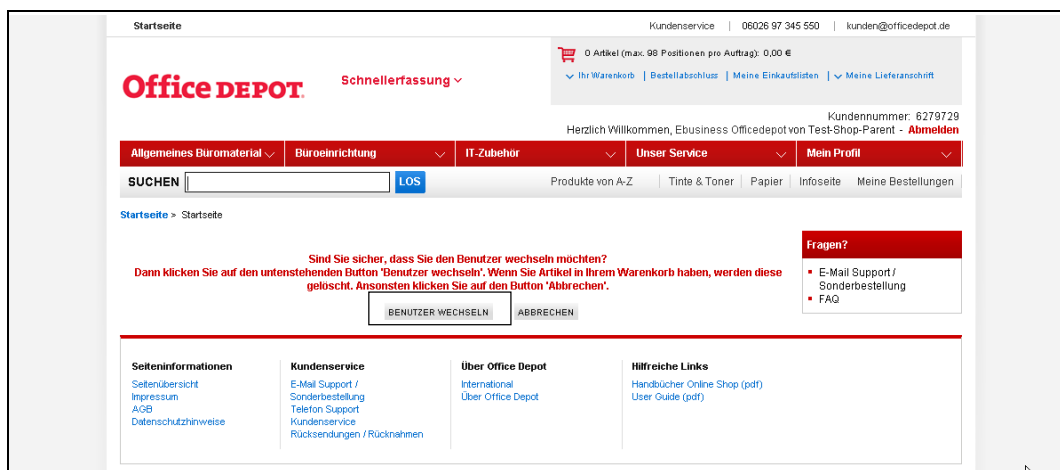 Startseite
Kundenservice | 06026 97 345 550 | kunden@officedepot.de
0 Artikel (max. 98 Positionen pro Auftrag): 0,00 €
Ihr Warenkorb | Bestellabschluss | Meine Einkaufslisten | Meine Lieferanschrift
Office DEPOT.
Schnellerfassung
Kundennummer: 6279729
Herzlich Willkommen, Ebusiness Officedepot von Test-Shop-Parent - Abmelden
Allgemeines Büromaterial Büroeinrichtung IT-Zubehör Unser Service Mein Profil
SUCHEN LOS Produkte von A-Z | Tinte & Toner | Papier | Infoseite Meine Bestellungen
Startseite » Startseite
Sind Sie sicher, dass Sie den Benutzer wechseln möchten?
Dann klicken Sie auf den untenstehenden Button 'Benutzer wechseln'. Wenn Sie Artikel in Ihrem Warenkorb haben, werden diese
gelöscht. Ansonsten klicken Sie auf den Button 'Abbrechen'.
BENUTZER WECHSELN ABBRECHEN
Fragen?
E-Mail Support /
Sonderbestellung
FAQ
Seiteninformationen
Seitenübersicht
Impressum
AGB
Datenschutzhinweise
Kundenservice
E-Mail Support /
Sonderbestellung
Telefon Support
Kundenservice
Rücksendungen / Rücknahmen
Über Office Depot
International
Über Office Depot
Hilfreiche Links
Handbücher Online Shop (pdf)
User Guide (pdf)